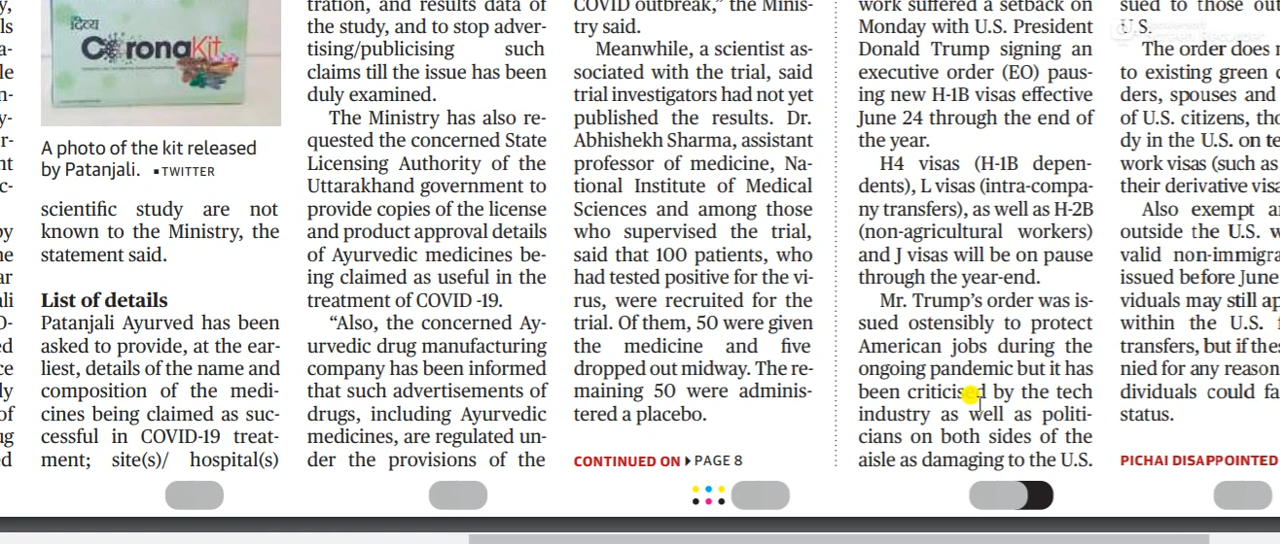 दिव्य
CoronaKit
A photo of the kit released
by Patanjali. ▪TWITTER
scientific study are not
known to the Ministry, the
statement said.
List of details
Patanjali Ayurved has been
asked to provide, at the ear-
liest, details of the name and
composition of the medi-
cines being claimed as suc-
cessful in COVID-19 treat-
ment; site(s)/ hospital(s)
tration, and results data of
the study, and to stop adver-
tising/publicising such
claims till the issue has been
duly examined.
The Ministry has also re-
quested the concerned State
Licensing Authority of the
Uttarakhand government to
provide copies of the license
and product approval details
of Ayurvedic medicines be-
ing claimed as useful in the
treatment of COVID -19.
“Also, the concerned Ay-
urvedic drug manufacturing
company has been informed
that such advertisements of
drugs, including Ayurvedic
medicines, are regulated un-
der the provisions of the
COVID outbreak,” the Minis-
try said.
Meanwhile, a scientist as-
sociated with the trial, said
trial investigators had not yet
published the results. Dr.
Abhishekh Sharma, assistant
professor of medicine, Na-
tional Institute of Medical
Sciences and among those
who supervised the trial,
said that 100 patients, who
had tested positive for the vi-
rus, were recruited for the
trial. Of them, 50 were given
the medicine and five
dropped out midway. The re-
maining 50 were adminis-
tered a placebo.
CONTINUED ON ▸ PAGE 8
work suffered a setback on
Monday with U.S. President
Donald Trump signing an
executive order (EO) paus-
ing new H-1B visas effective
June 24 through the end of
the year.
H4 visas (H-1B depen-
dents), L visas (intra-compa-
ny transfers), as well as H-2B
(non-agricultural workers)
and J visas will be on pause
through the year-end.
Mr. Trump’s order was is-
sued ostensibly to protect
American jobs during the
ongoing pandemic but it has
been criticised by the tech
industry as well as politi-
cians on both sides of the
aisle as damaging to the U.S.
sued to those out
U.S.
The order does
to existing green
ders, spouses and
of U.S. citizens,
dy in the U.S. on
work visas (such as
their derivative
Also exempt
outside the U.S.
valid
issued before June
viduals may still
within the U.S.
transfers, but if
nied for any reason
dividuals could
status.
PICHAI DISAPPOINTED